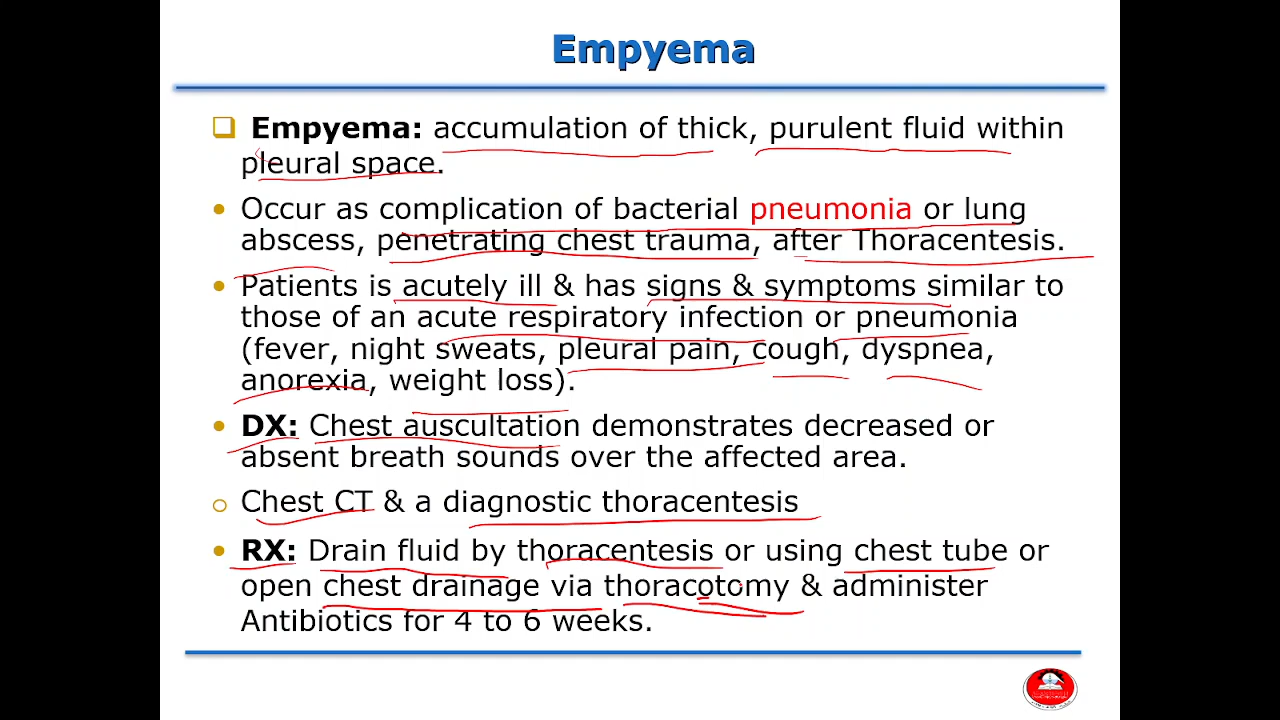 Empyema
Empyema: accumulation of thick, purulent fluid within
pleural space.
Occur as complication of bacterial pneumonia or lung
abscess, penetrating chest trauma, after Thoracentesis.
Patients is acutely ill & has signs & symptoms similar to
those of an acute respiratory infection or pneumonia
(fever, night sweats, pleural pain, cough, dyspnea,
anorexia, weight loss).
DX: Chest auscultation demonstrates decreased or
absent breath sounds over the affected area.
Chest CT & a diagnostic thoracentesis
RX: Drain fluid by thoracentesis or using chest tube or
open chest drainage via thoracotomy & administer
Antibiotics for 4 to 6 weeks.